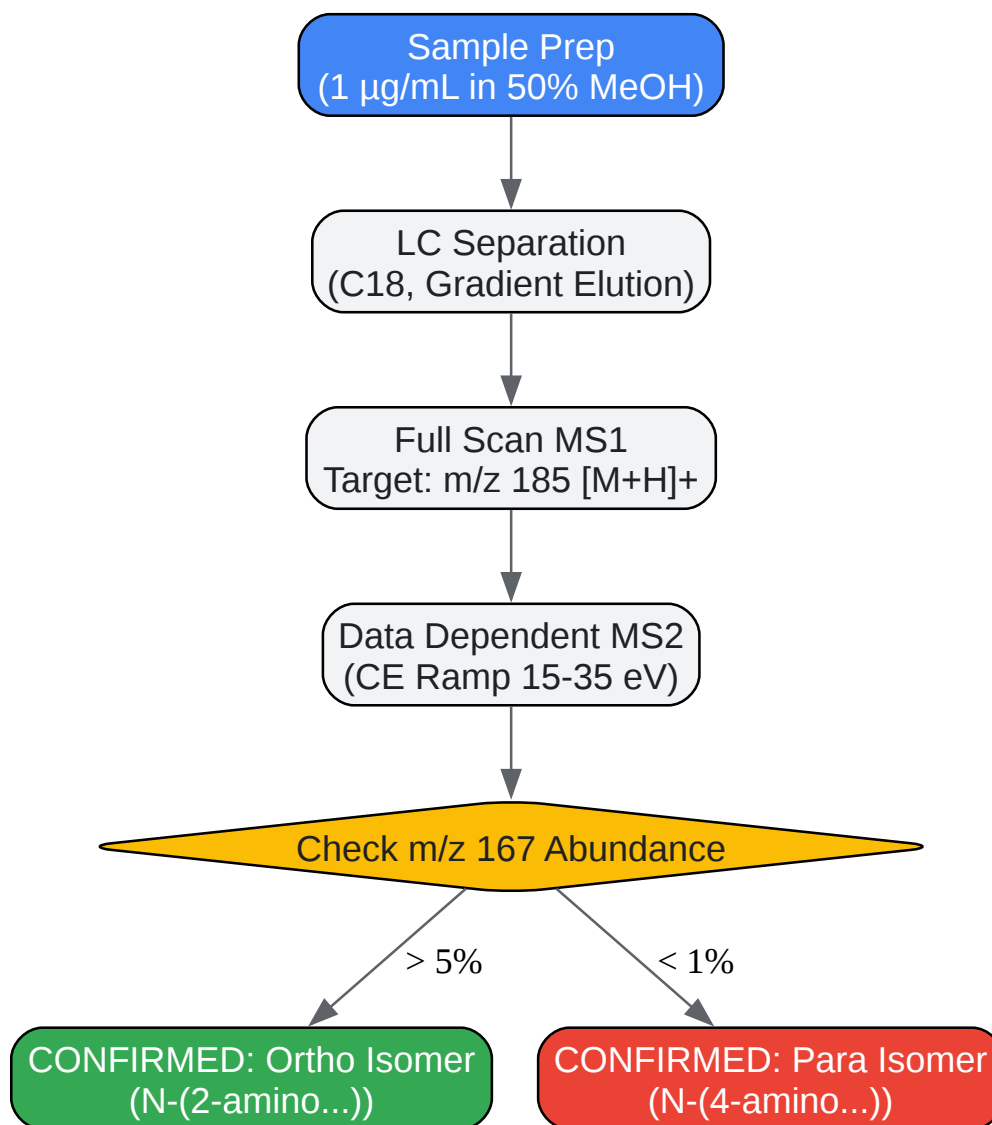 Sample Prep
(1 µg/mL in 50% MeOH)
LC Separation
(C18, Gradient Elution)
Full Scan MS1
Target: m/z 185 [M+H]+
Data Dependent MS2
(CE Ramp 15-35 eV)
Check m/z 167 Abundance
> 5%
< 1%
CONFIRMED: Ortho Isomer
(N-(2-amino...))
CONFIRMED: Para Isomer
(N-(4-amino...))